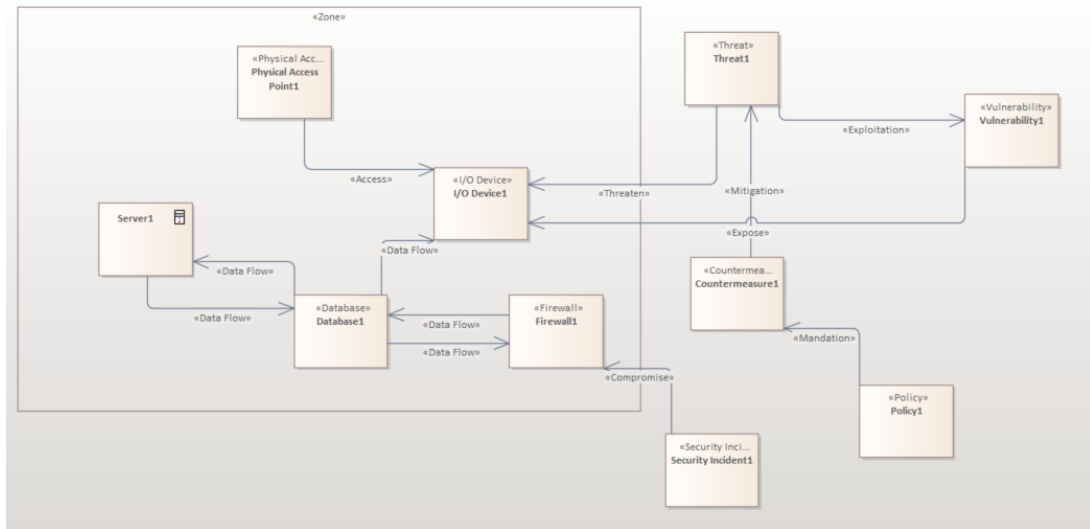 «Zone»
«Physical Acc...
Physical Access
Point1
«Threat»
Threat1
«Vulnerability»
Vulnerability1
«Exploitation»
«Access»
«I/O Device»
I/O Device1
«Threaten»
«Mitigation»
Server1
«Expose»
«Data Flow»
«Data Flow»
«Countermea...
Countermeasure1
«Data Flow»
«Database»
Database1
«Data Flow»
«Data Flow»
«Firewall»
Firewall1
«Mandation»
«Compromise»
«Policy»
Policy1
«Security Inci...
Security Incident1